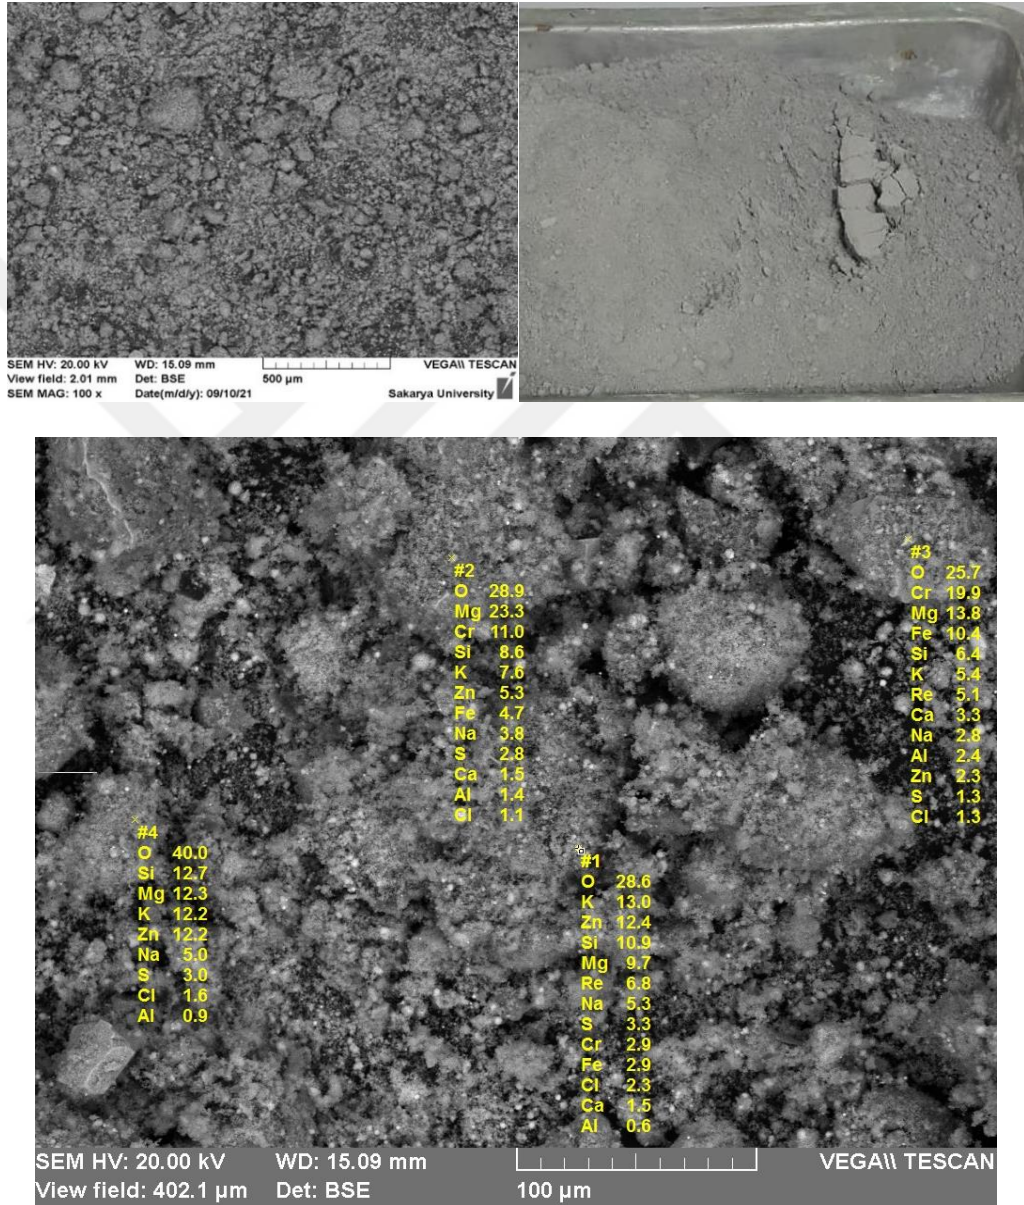 SEM HV: 20.00 kV WD: 15.09 mm VEGA\\ TESCAN
View field: 2.01 mm Det: BSE 500 µm
SEM MAG: 100 x Date(m/d/y): 09/10/21 Sakarya University
#2
O 28.9
Mg 23.3
Cr 11.0
Si 8.6
K 7.6
Zn 5.3
Fe 4.7
Na 3.8
S 2.8
Ca 1.5
Al 1.4
Cl 1.1
#3
O 25.7
Cr 19.9
Mg 13.8
Fe 10.4
Si 6.4
K 5.4
Re 5.1
Ca 3.3
Na 2.8
Al 2.4
Zn 2.3
S 1.3
Cl 1.3
#4
O 40.0
Si 12.7
Mg 12.3
K 12.2
Zn 12.2
Na 5.0
S 3.0
Cl 1.6
Al 0.9
#1
O 28.6
K 13.0
Zn 12.4
Si 10.9
Mg 9.7
Re 6.8
Na 5.3
S 3.3
Cr 2.9
Fe 2.9
Cl 2.3
Ca 1.5
Al 0.6
SEM HV: 20.00 kV WD: 15.09 mm VEGA\\ TESCAN
View field: 402.1 µm Det: BSE 100 µm